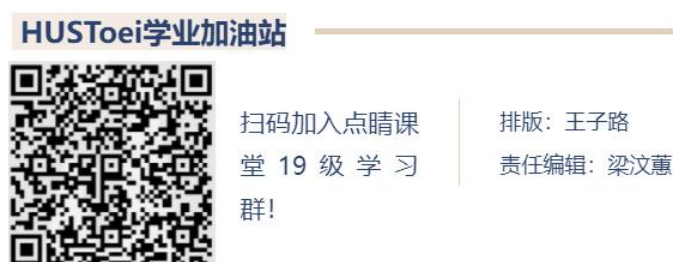 HUSToei学业加油站
扫码加入点睛课
堂 19 级 学 习
群！
排版：王子路
责任编辑：梁汶蕙